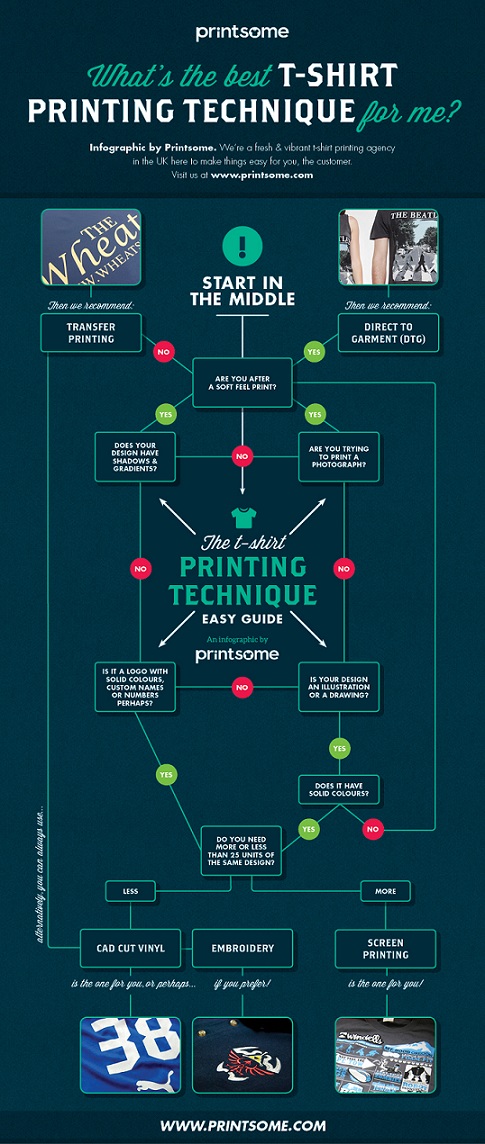 printsome
What's the best T-SHIRT
PRINTING TECHNIQUE for me?
Infographic by Printsome. We're a fresh & vibrant t-shirt printing agency
in the UK here to make things easy for you, the customer.
Visit us at www.printsome.com
THE
Wheat
W.WHEATS
THE BEATL
START IN
THE MIDDLE
Then we recommend:
TRANSFER
PRINTING
Then we recommend:
DIRECT TO
GARMENT (DTG)
NO
YES
ARE YOU AFTER
A SOFT FEEL PRINT?
YES
YES
DOES YOUR
DESIGN HAVE
SHADOWS &
GRADIENTS?
NO
ARE YOU TRYING
TO PRINT A
PHOTOGRAPH?
The t-shirt
PRINTING
TECHNIQUE
EASY GUIDE
NO
NO
An infographic by
printsome
IS IT A LOGO WITH
SOLID COLOURS,
CUSTOM NAMES
OR NUMBERS
PERHAPS?
NO
IS YOUR DESIGN
AN ILLUSTRATION
OR A DRAWING?
YES
YES
DOES IT HAVE
SOLID COLOURS?
YES
NO
DO YOU NEED
MORE OR LESS
THAN 25 UNITS OF
THE SAME DESIGN?
alternatively, you can always use...
LESS
MORE
CAD CUT VINYL
EMBROIDERY
SCREEN
PRINTING
is the one for you, or perhaps...
if you prefer!
is the one for you!
38
WWW.PRINTSOME.COM